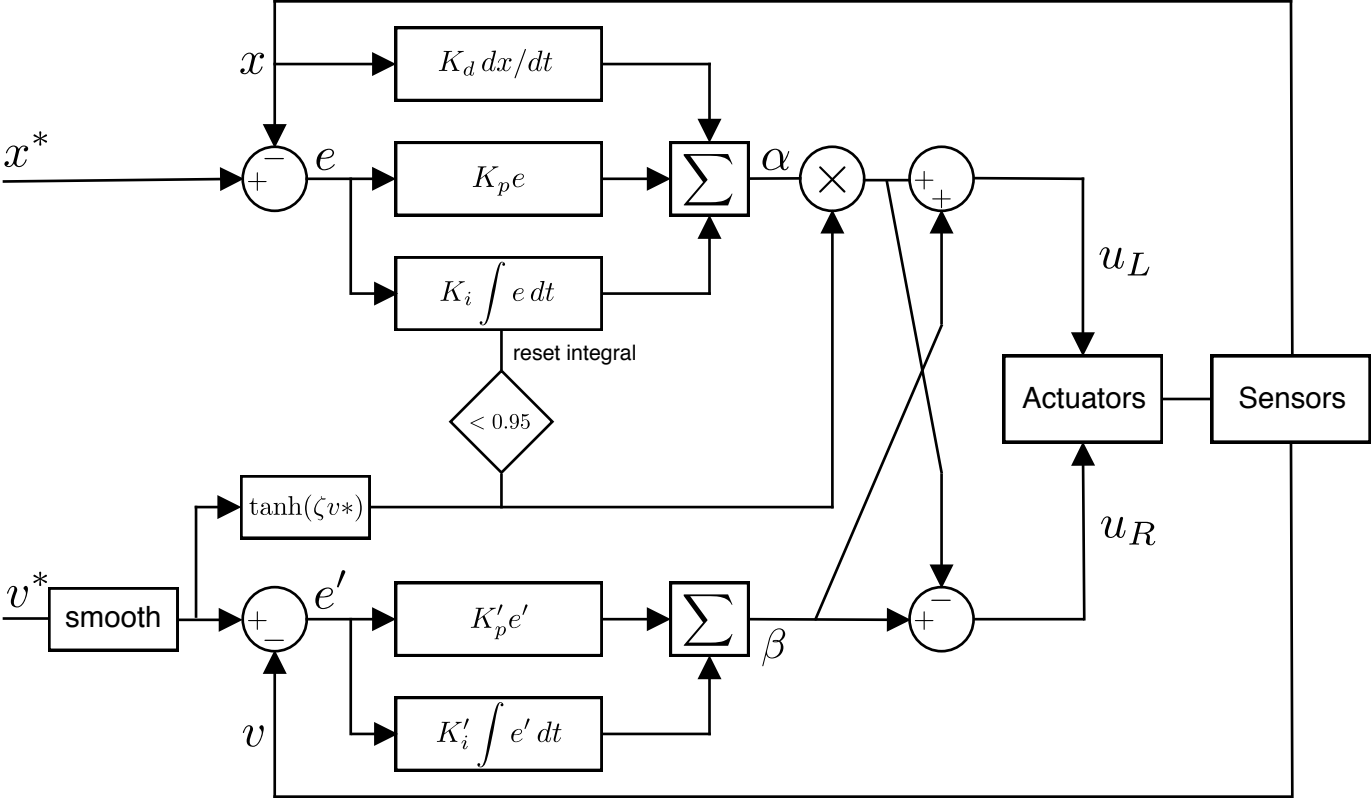 x
K_d dx/dt
x*
−
+
e
K_p e
∑
α
×
+
+
u_L
K_i ∫ e dt
reset integral
< 0.95
Actuators
Sensors
tanh(ζv*)
u_R
v*
smooth
+
−
e′
K′_p e′
∑
β
−
+
v
K′_i ∫ e′ dt